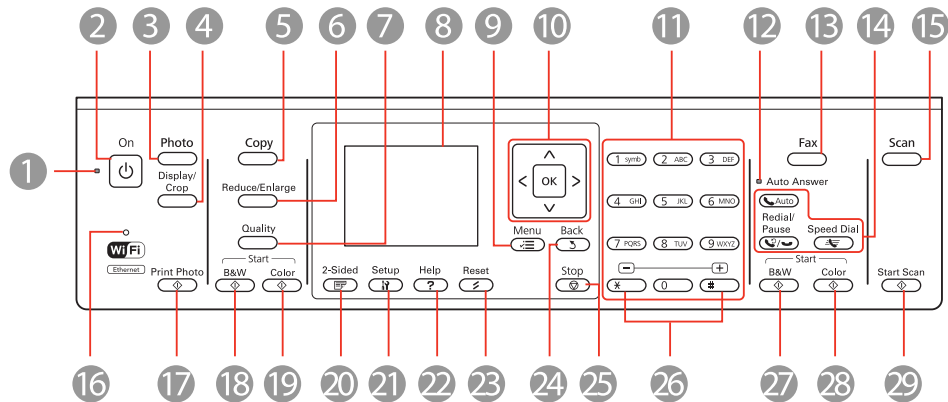 2 3 4 5 6 7 8 9 10 11 12 13 14 15
On Photo Copy Fax Scan
1
Display/
Crop
Reduce/Enlarge
Quality
OK
Menu Back
1 symb 2 ABC 3 DEF
4 GHI 5 JKL 6 MNO
7 PQRS 8 TUV 9 WXYZ
* 0 #
Auto Answer
Auto
Redial/
Pause
Speed Dial
WiFi
Ethernet
Print Photo
Start
B&W Color
2-Sided Setup Help Reset Stop
Start
B&W Color
Start Scan
16 17 18 19 20 21 22 23 24 25 26 27 28 29